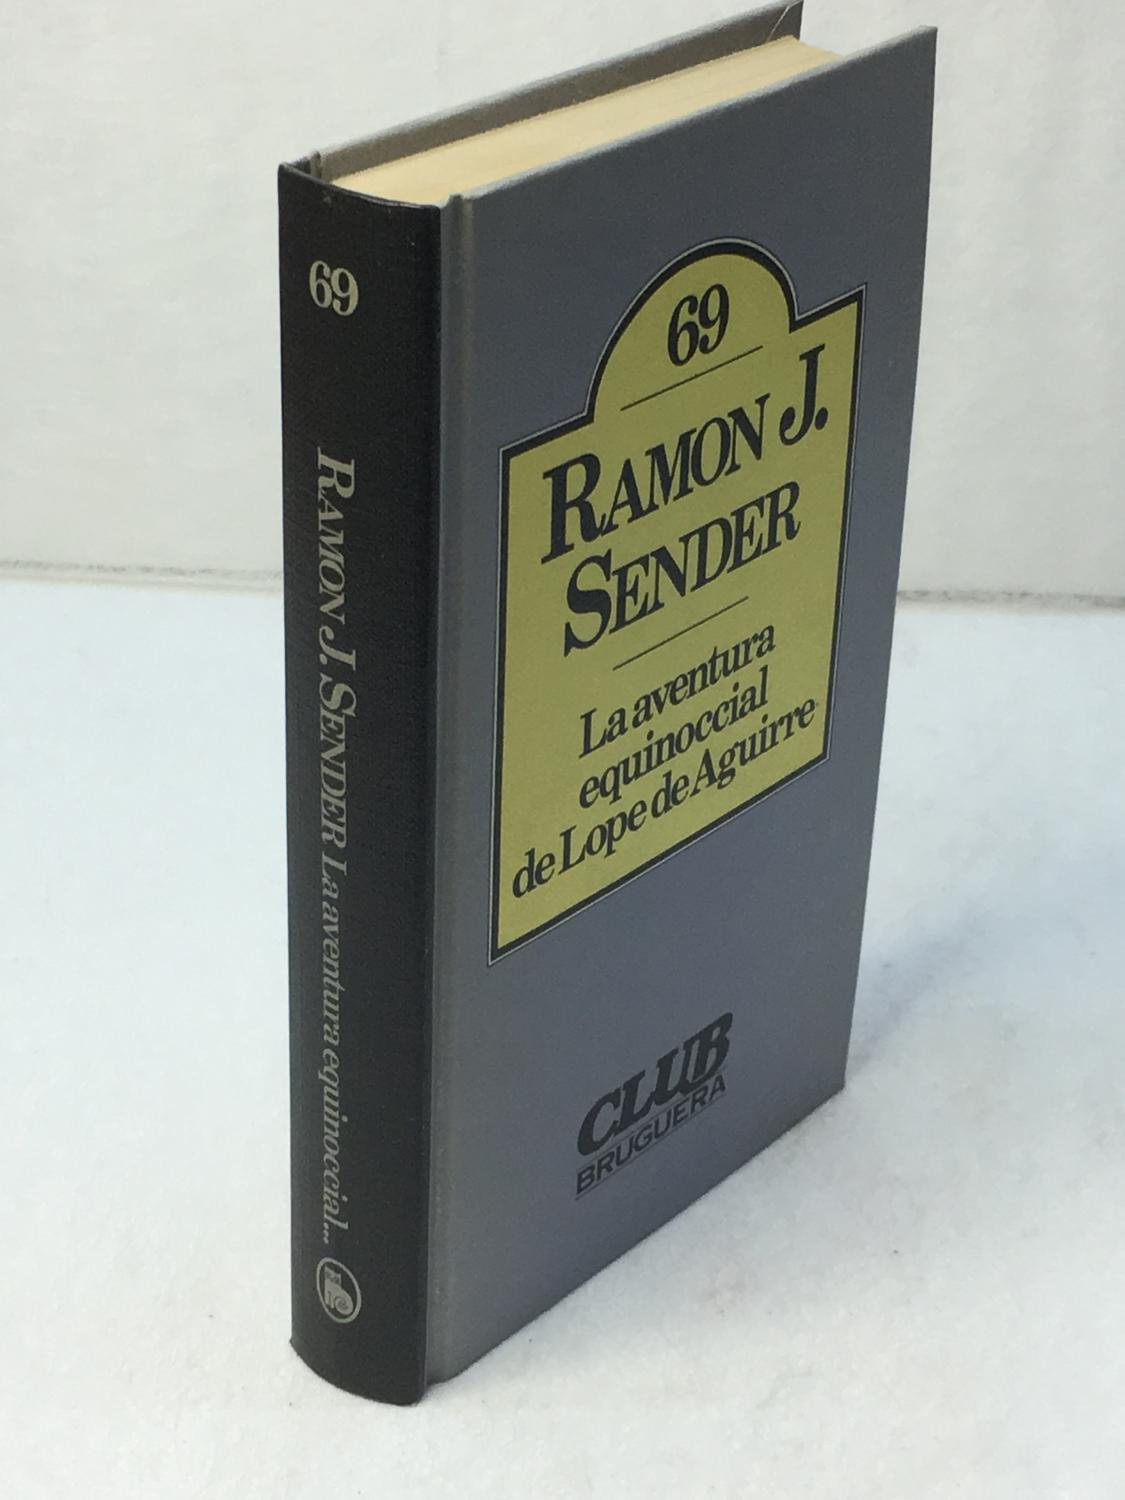 69
RAMON J. SENDER La aventura equinoccial...
69
RAMON J.
SENDER
La aventura
equinoccial
de Lope de Aguirre
CLUB
BRUGUERA